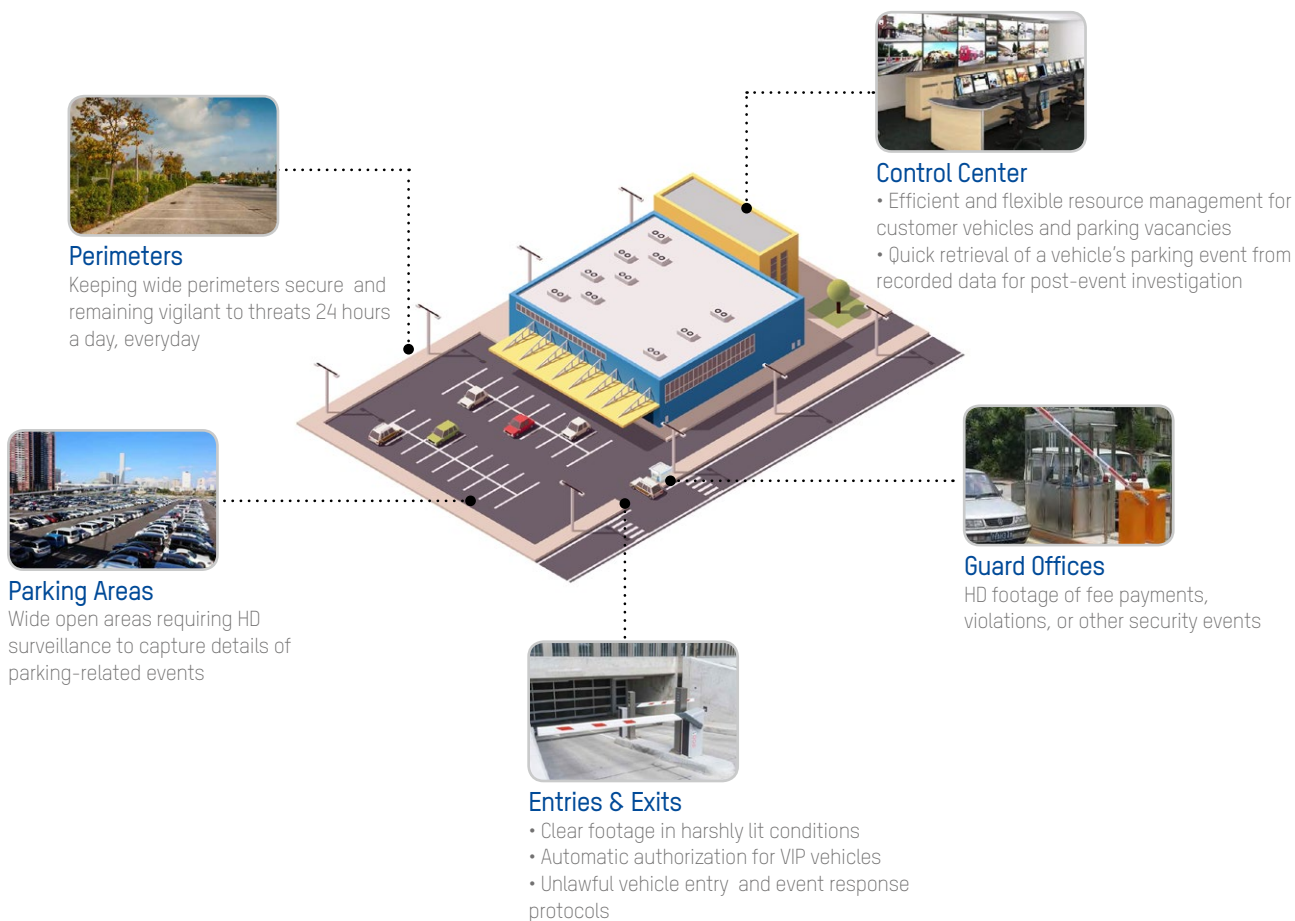 Control Center
• Efficient and flexible resource management for
customer vehicles and parking vacancies
• Quick retrieval of a vehicle's parking event from
recorded data for post-event investigation
Perimeters
Keeping wide perimeters secure and
remaining vigilant to threats 24 hours
a day, everyday
Guard Offices
HD footage of fee payments,
violations, or other security events
Parking Areas
Wide open areas requiring HD
surveillance to capture details of
parking-related events
Entries & Exits
• Clear footage in harshly lit conditions
• Automatic authorization for VIP vehicles
• Unlawful vehicle entry and event response
protocols